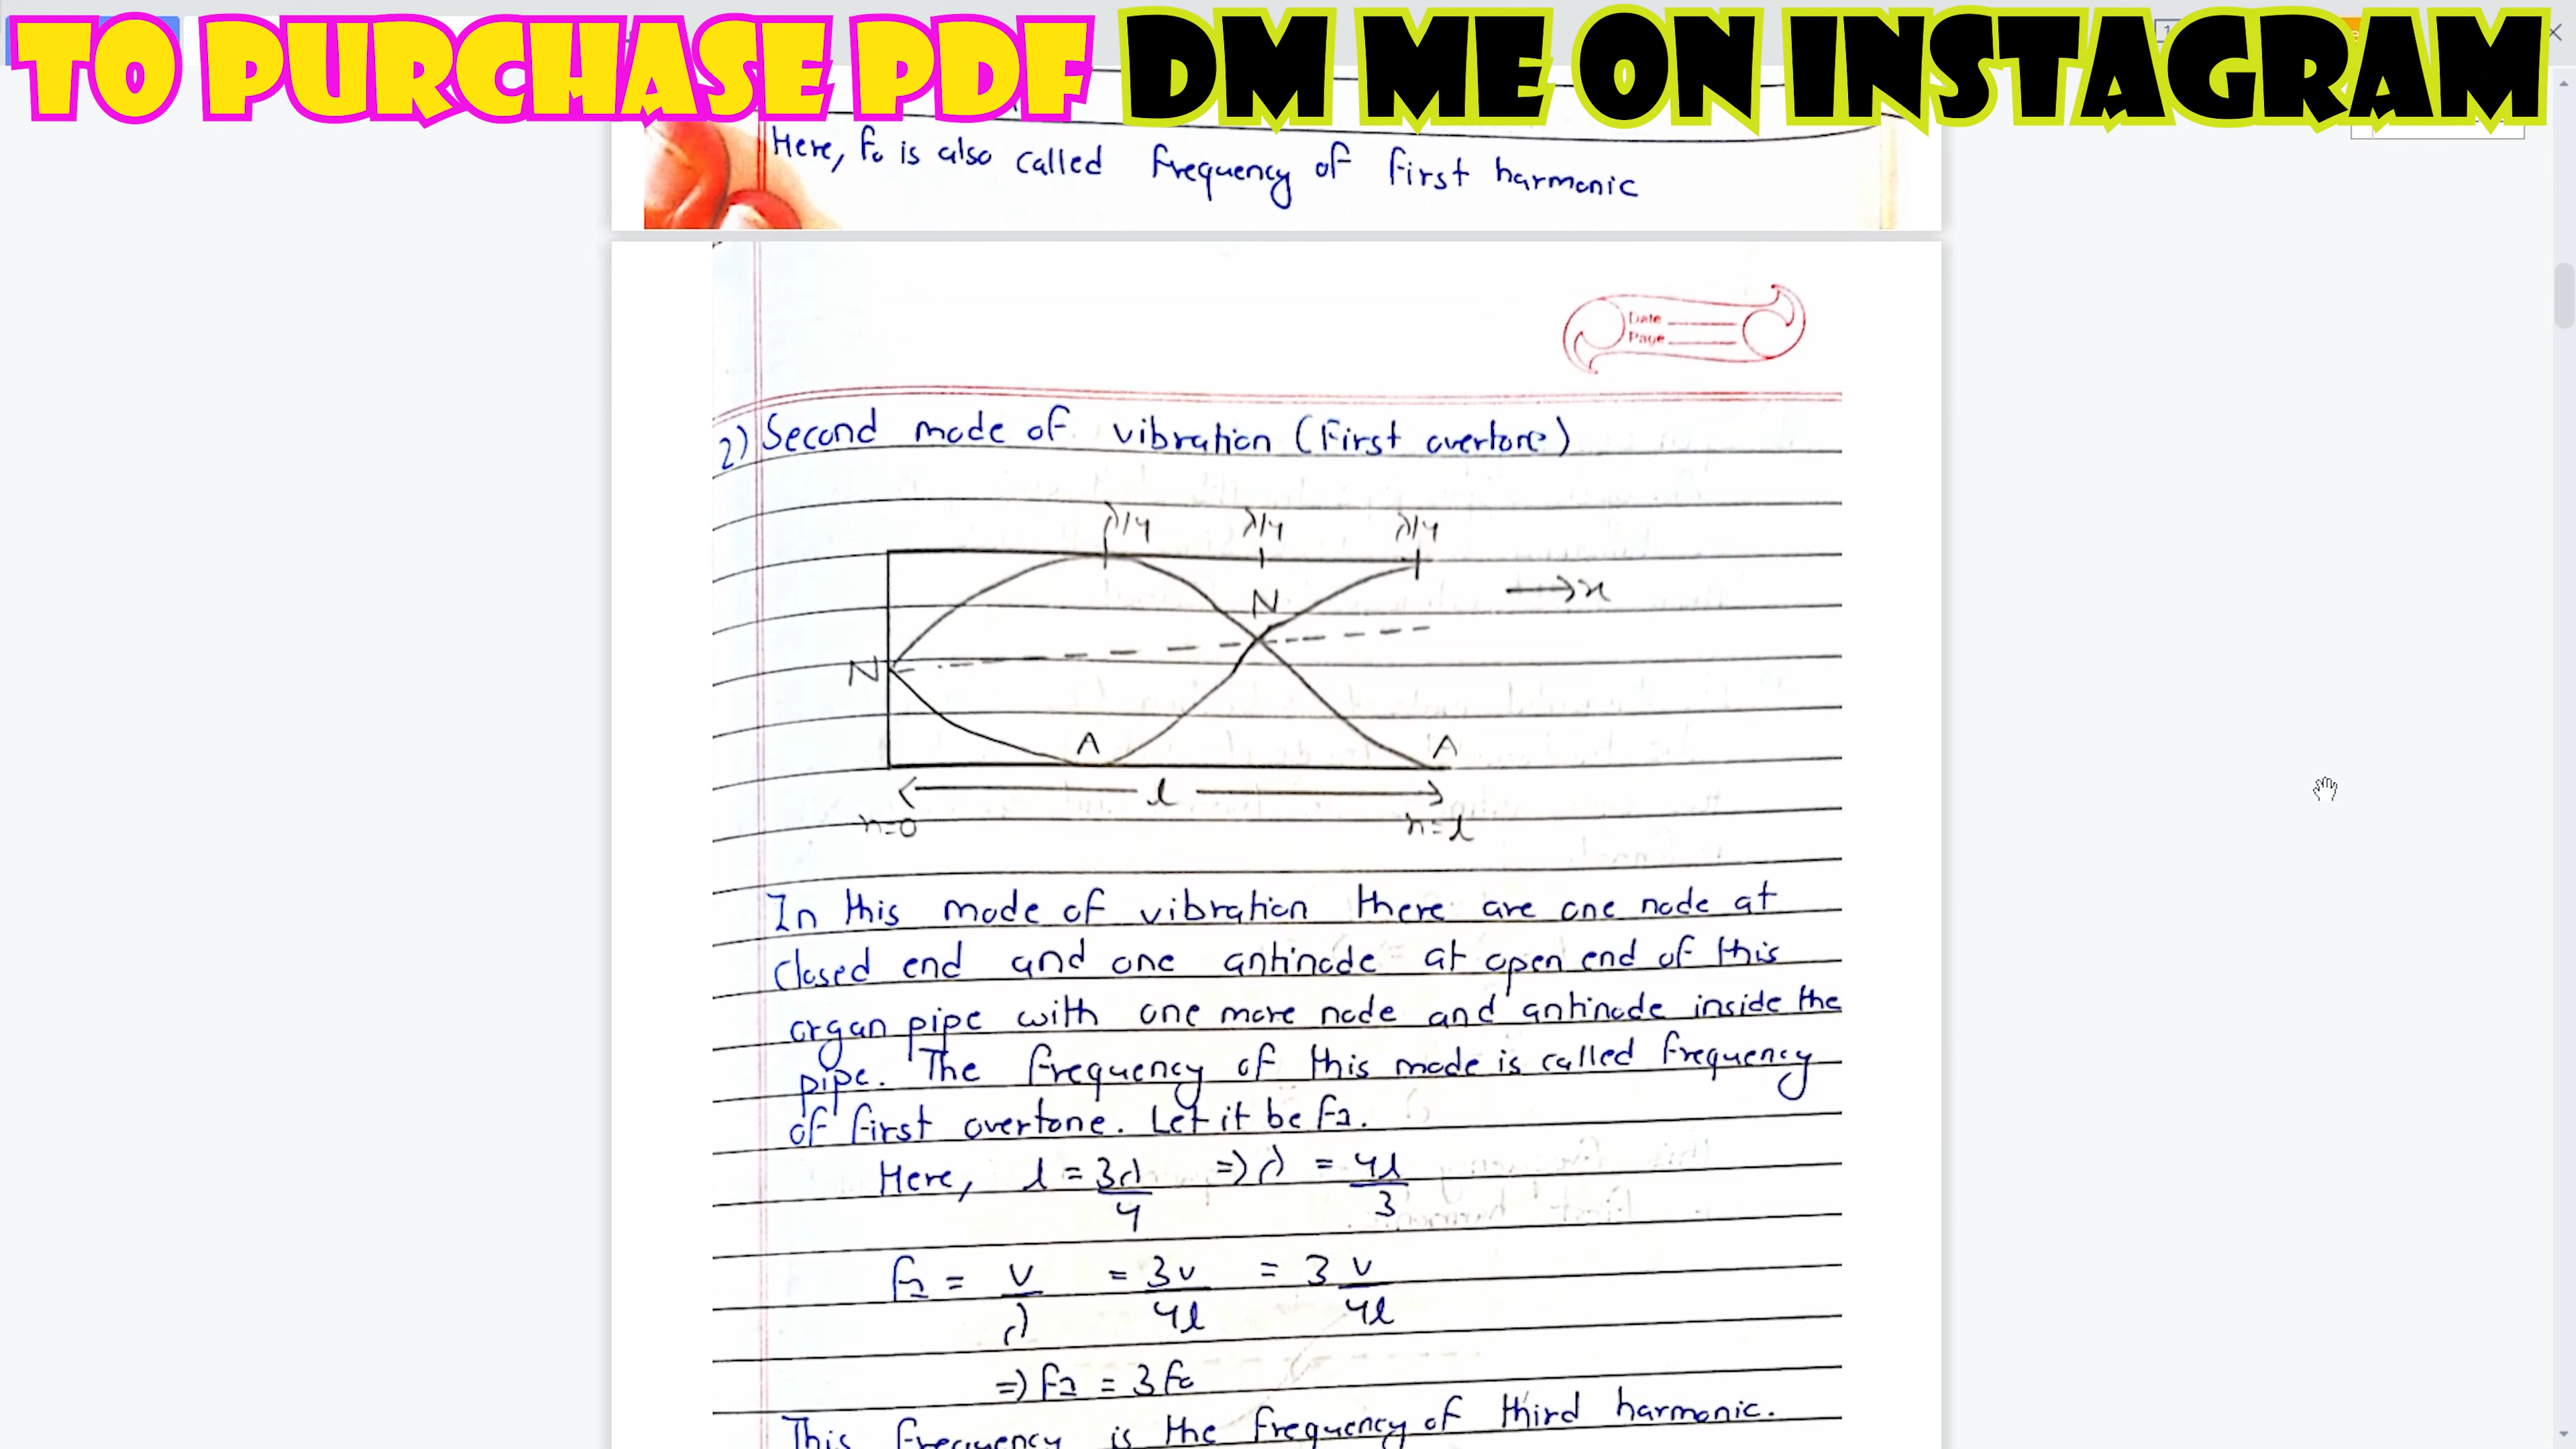 TO PURCHASE PDF DM ME ON INSTAGRAM
Here, f₀ is also called frequency of first harmonic
Date
Page
2) Second mode of vibration (First overtone)
λ/4 λ/4 λ/4
→x
N
N
A A
l
x=0 x=l
In this mode of vibration there are one node at
closed end and one antinode at open end of this
organ pipe with one more node and antinode inside the
pipe. The frequency of this mode is called frequency
of first overtone. Let it be f₂.
Here, l = 3λ/4 => λ = 4l/3
f₂ = v/λ = 3v/4l = 3 v/4l
=> f₂ = 3f₀
This frequency is the frequency of third harmonic.